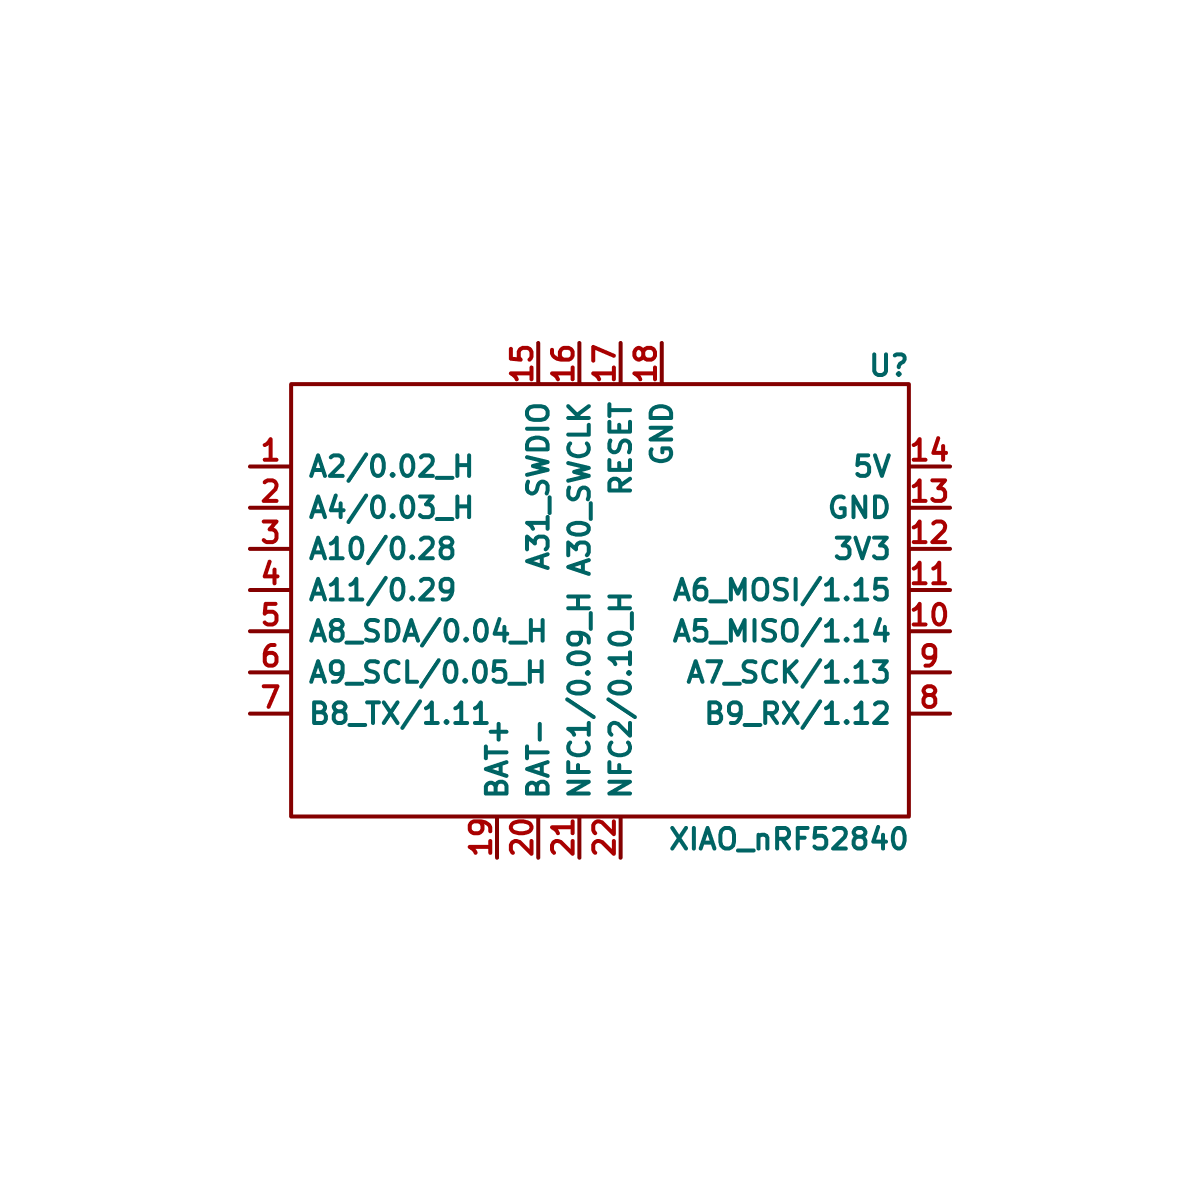 15 16 17 18
U?
A31_SWDIO
A30_SWCLK
RESET
GND
1 A2/0.02_H
2 A4/0.03_H
3 A10/0.28
4 A11/0.29
5 A8_SDA/0.04_H
6 A9_SCL/0.05_H
7 B8_TX/1.11
5V 14
GND 13
3V3 12
A6_MOSI/1.15 11
A5_MISO/1.14 10
A7_SCK/1.13 9
B9_RX/1.12 8
BAT+
BAT-
NFC1/0.09_H
NFC2/0.10_H
19 20 21 22
XIAO_nRF52840